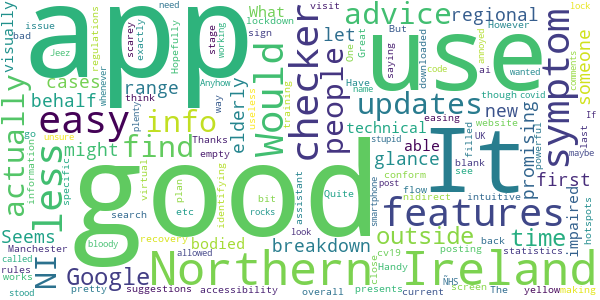 app
use
good
It
Northern Ireland
features
easy
info
Would
checker
people
advice
updates
symptom
regional
let
new
saying
cases
range
behalf
find
elderly
less
might
actually
NI
Google
bodied
breakdown
outside
time
technical
able
glance
promising
first
impaired
Seems
visually
issue
bad
Jeez
Have
need
lockdown
sign
exactly
stage
working
scarey
Hopefully
regulations
whenever
What
One
Great
name
post
downloaded
code
though
covid
wanted
powerful
ai
useless
training
annoyed
stupid
comments
website
UK
easing
see
last
maybe
If
lock
some
However
But
visit
Anyhow
think
way
Thanks
plenty
go
information
specific
unsure
virtual
plan
empty
identifying
bit
rocks
assistant
filled
blank
flow
intuitive
conform
smartphone
nidirect
Quite
etc
search
bloody
Manchester
called
rules
works
stood
pretty
suggestions
recovery
accessibility
cv19
overall
allowed
look
presents
close
Handy
current
posting
screen
The
back
statistics
NHS
yellow
making
hotspots